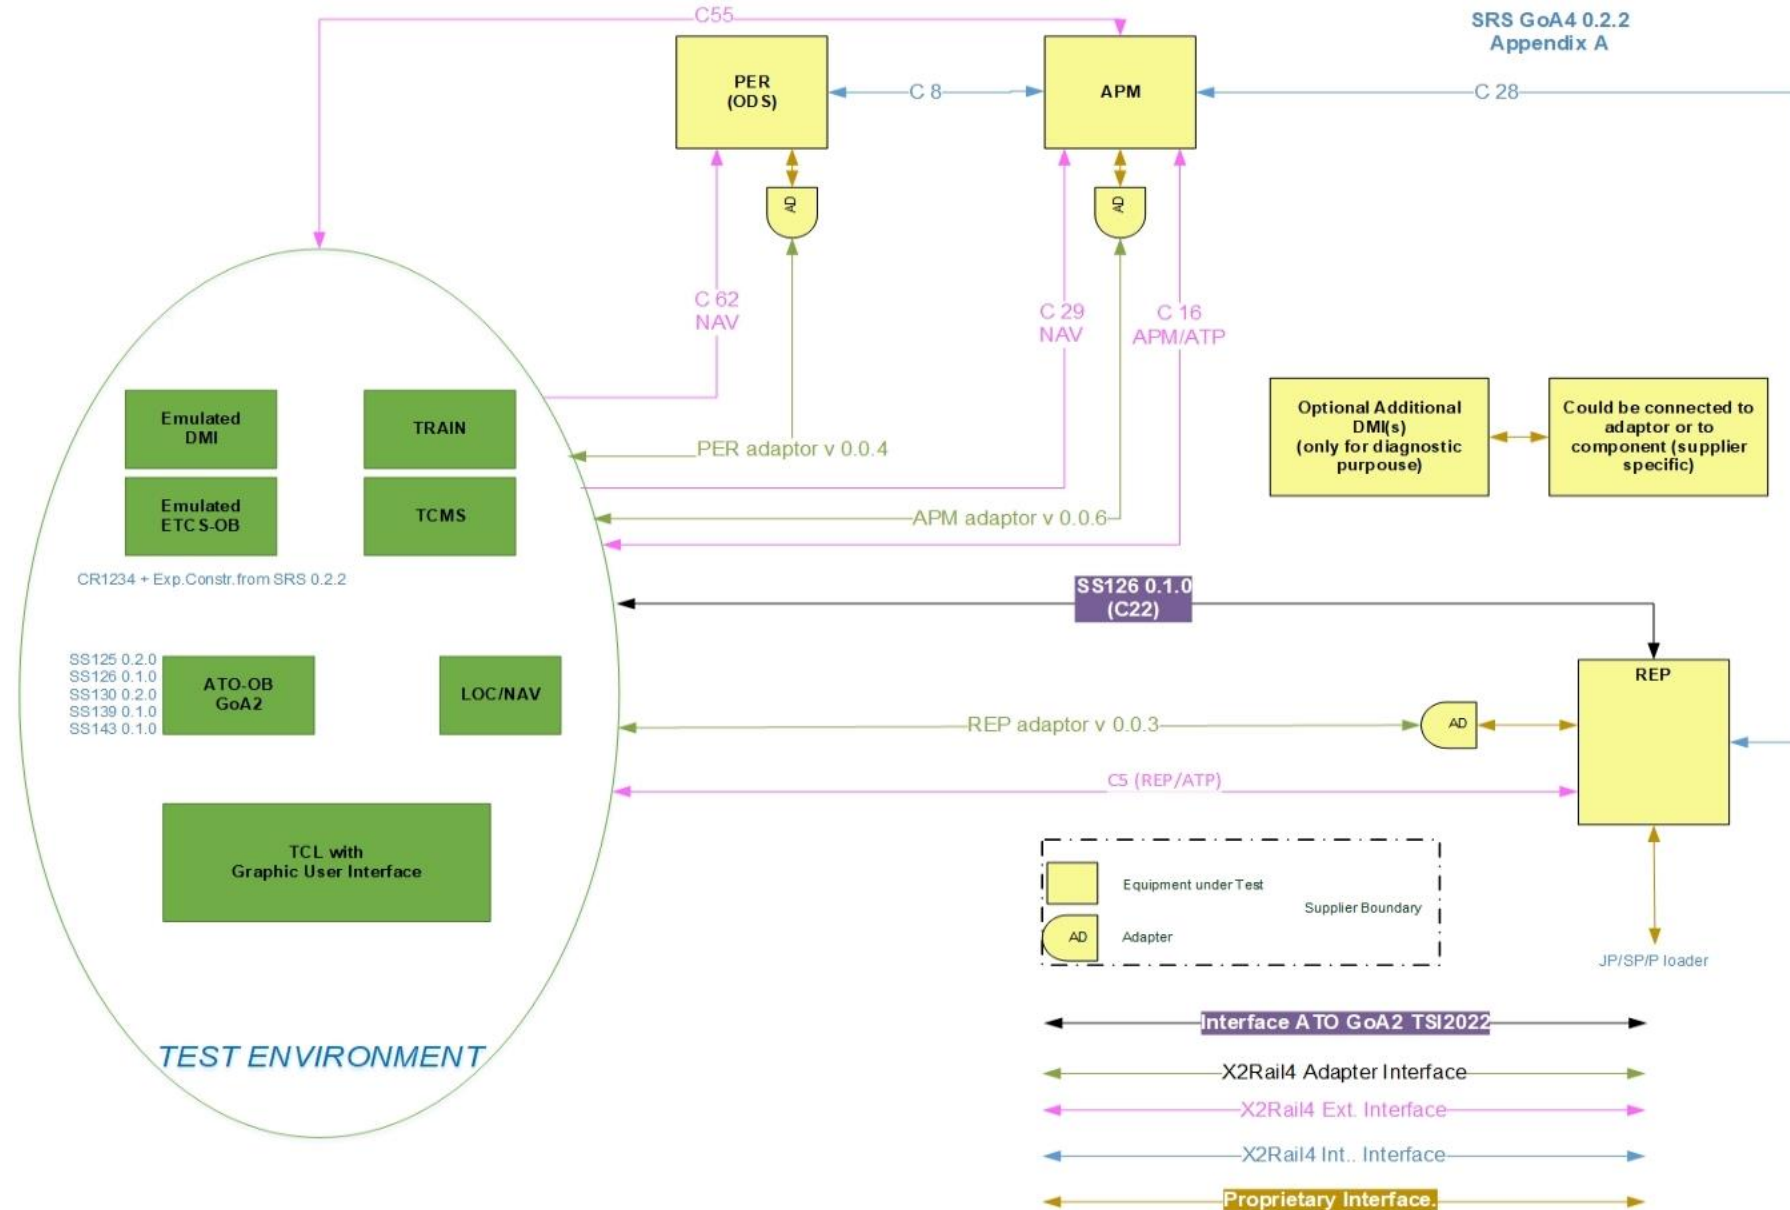 C55
SRS GoA4 0.2.2
Appendix A
PER
(ODS)
C 8
APM
C 28
AD
AD
C 62
NAV
C 29
NAV
C 16
APM/ATP
Emulated
DMI
TRAIN
PER adaptor v 0.0.4
Optional Additional
DMI(s)
(only for diagnostic
purpouse)
Could be connected to
adaptor or to
component (supplier
specific)
Emulated
ETCS-OB
TCMS
APM adaptor v 0.0.6
CR1234 + Exp.Constr.from SRS 0.2.2
SS126 0.1.0
(C22)
SS125 0.2.0
SS126 0.1.0
SS130 0.2.0
SS139 0.1.0
SS143 0.1.0
ATO-OB
GoA2
LOC/NAV
REP
REP adaptor v 0.0.3
AD
C5 (REP/ATP)
TCL with
Graphic User Interface
Equipment under Test
Supplier Boundary
AD
Adapter
JP/SP/P loader
TEST ENVIRONMENT
Interface ATO GoA2 TSI2022
X2Rail4 Adapter Interface
X2Rail4 Ext. Interface
X2Rail4 Int.. Interface
Proprietary Interface.